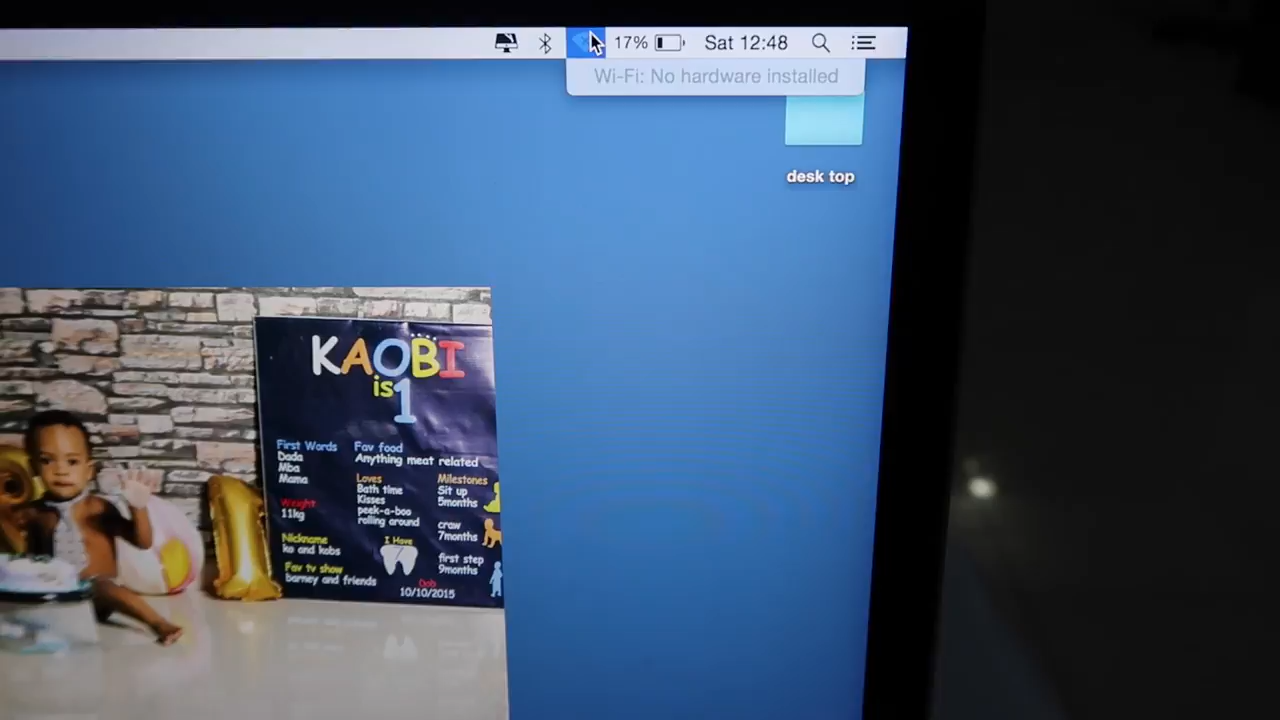 17% Sat 12:48
Wi-Fi: No hardware installed
desk top
KAOBI
is
1
First Words
Dada
Mba
Mama
Weight
11kg
Nickname
ko and kobs
Fav tv show
barney and friends
Fav food
Anything meat related
Loves
Bath time
Kisses
peek-a-boo
rolling around
I Have
Dob
10/10/2015
Milestones
Sit up
5months
craw
7months
first step
9months